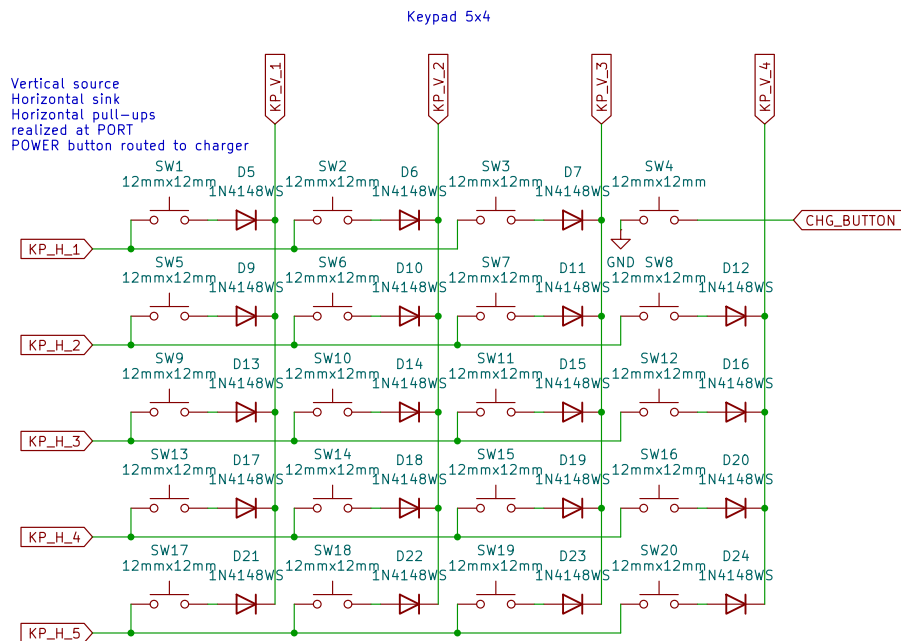 Keypad 5x4
KP_V_1
KP_V_2
KP_V_3
KP_V_4
Vertical source
Horizontal sink
Horizontal pull-ups
realized at PORT
POWER button routed to charger
SW1
12mmx12mm
D5
1N4148WS
SW2
12mmx12mm
D6
1N4148WS
SW3
12mmx12mm
D7
1N4148WS
SW4
12mmx12mm
CHG_BUTTON
KP_H_1
GND
SW5
12mmx12mm
D9
1N4148WS
SW6
12mmx12mm
D10
1N4148WS
SW7
12mmx12mm
D11
1N4148WS
SW8
12mmx12mm
D12
1N4148WS
KP_H_2
SW9
12mmx12mm
D13
1N4148WS
SW10
12mmx12mm
D14
1N4148WS
SW11
12mmx12mm
D15
1N4148WS
SW12
12mmx12mm
D16
1N4148WS
KP_H_3
SW13
12mmx12mm
D17
1N4148WS
SW14
12mmx12mm
D18
1N4148WS
SW15
12mmx12mm
D19
1N4148WS
SW16
12mmx12mm
D20
1N4148WS
KP_H_4
SW17
12mmx12mm
D21
1N4148WS
SW18
12mmx12mm
D22
1N4148WS
SW19
12mmx12mm
D23
1N4148WS
SW20
12mmx12mm
D24
1N4148WS
KP_H_5